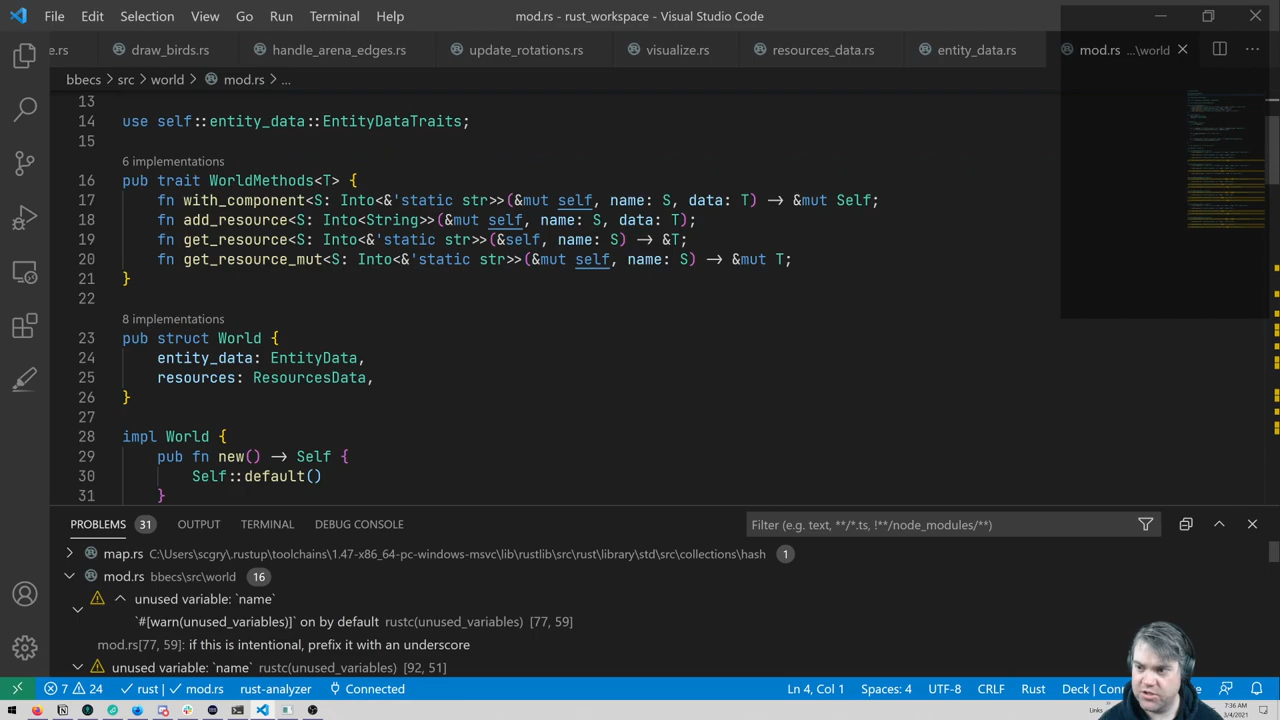 File Edit Selection View Go Run Terminal Help mod.rs - rust_workspace - Visual Studio Code
e.rs draw_birds.rs handle_arena_edges.rs update_rotations.rs visualize.rs resources_data.rs entity_data.rs mod.rs ...\world
bbecs > src > world > mod.rs > ...
13
14 use self::entity_data::EntityDataTraits;
15
6 implementations
16 pub trait WorldMethods<T> {
17 fn with_component<S: Into<&'static str>>(&mut self, name: S, data: T) -> &mut Self;
18 fn add_resource<S: Into<String>>(&mut self, name: S, data: T);
19 fn get_resource<S: Into<&'static str>>(&self, name: S) -> &T;
20 fn get_resource_mut<S: Into<&'static str>>(&mut self, name: S) -> &mut T;
21 }
22
8 implementations
23 pub struct World {
24 entity_data: EntityData,
25 resources: ResourcesData,
26 }
27
28 impl World {
29 pub fn new() -> Self {
30 Self::default()
31 }
PROBLEMS 31 OUTPUT TERMINAL DEBUG CONSOLE Filter (e.g. text, **/*.ts, !**/node_modules/**)
map.rs C:\Users\scgry\.rustup\toolchains\1.47-x86_64-pc-windows-msvc\lib\rustlib\src\rust\library\std\src\collections\hash 1
mod.rs bbecs\src\world 16
unused variable: `name`
`#[warn(unused_variables)]` on by default rustc(unused_variables) [77, 59]
mod.rs[77, 59]: if this is intentional, prefix it with an underscore
unused variable: `name` rustc(unused_variables) [92, 51]
7 24 rust | mod.rs rust-analyzer Connected Ln 4, Col 1 Spaces: 4 UTF-8 CRLF Rust Deck | Conn
Links 7:36 AM
3/4/2021